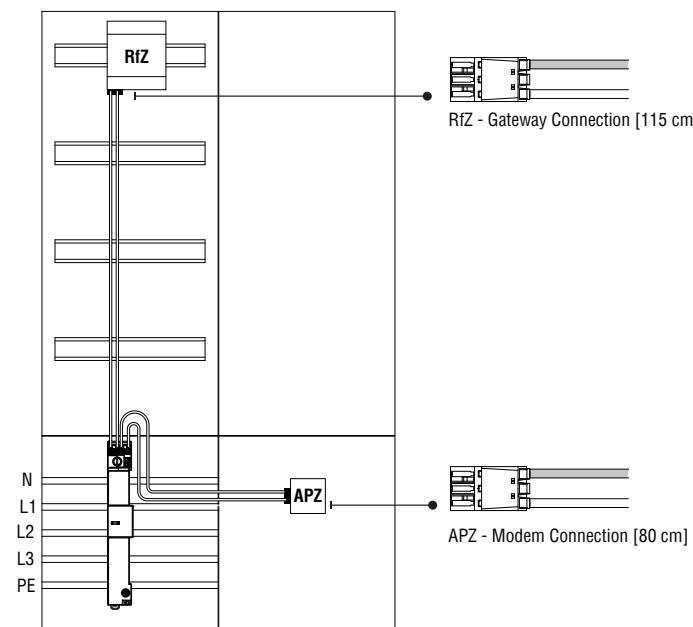 RfZ
RfZ - Gateway Connection [115 cm
N
L1
L2
L3
PE
APZ
APZ - Modem Connection [80 cm]